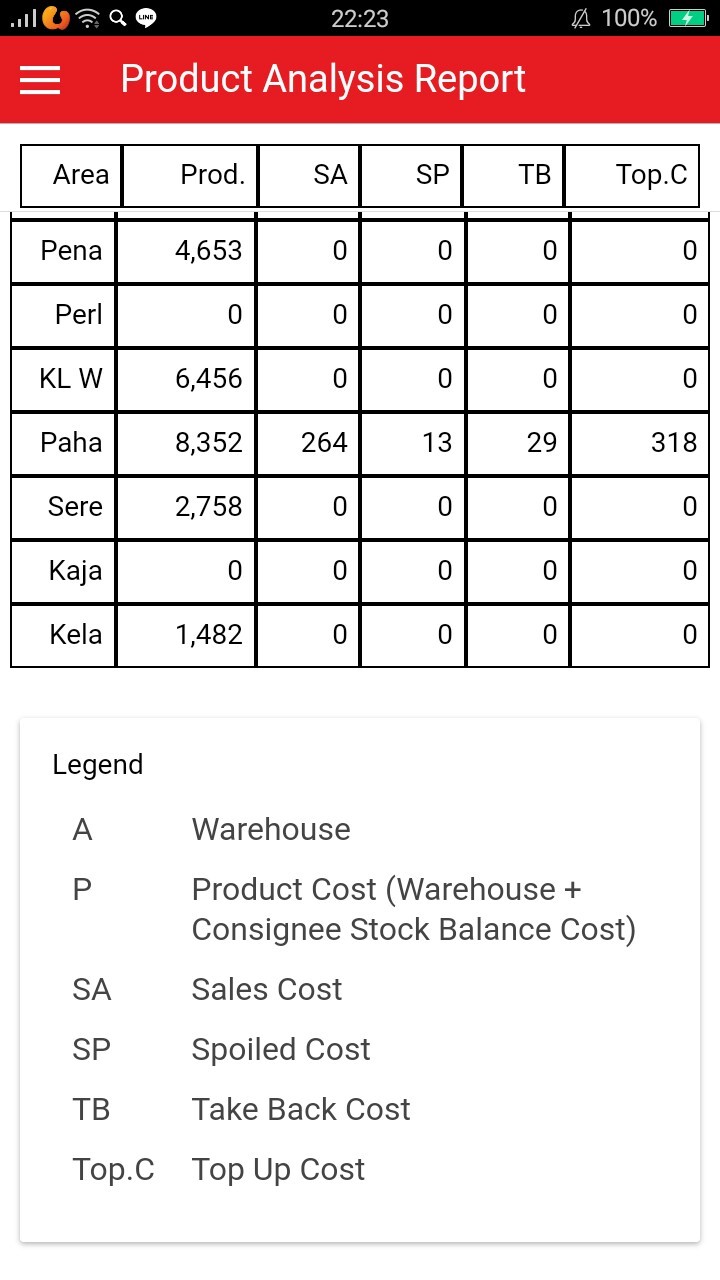 LINE 22:23 100%
Product Analysis Report
Area Prod. SA SP TB Top.C
Pena 4,653 0 0 0 0
Perl 0 0 0 0 0
KL W 6,456 0 0 0 0
Paha 8,352 264 13 29 318
Sere 2,758 0 0 0 0
Kaja 0 0 0 0 0
Kela 1,482 0 0 0 0
Legend
A Warehouse
P Product Cost (Warehouse +
Consignee Stock Balance Cost)
SA Sales Cost
SP Spoiled Cost
TB Take Back Cost
Top.C Top Up Cost